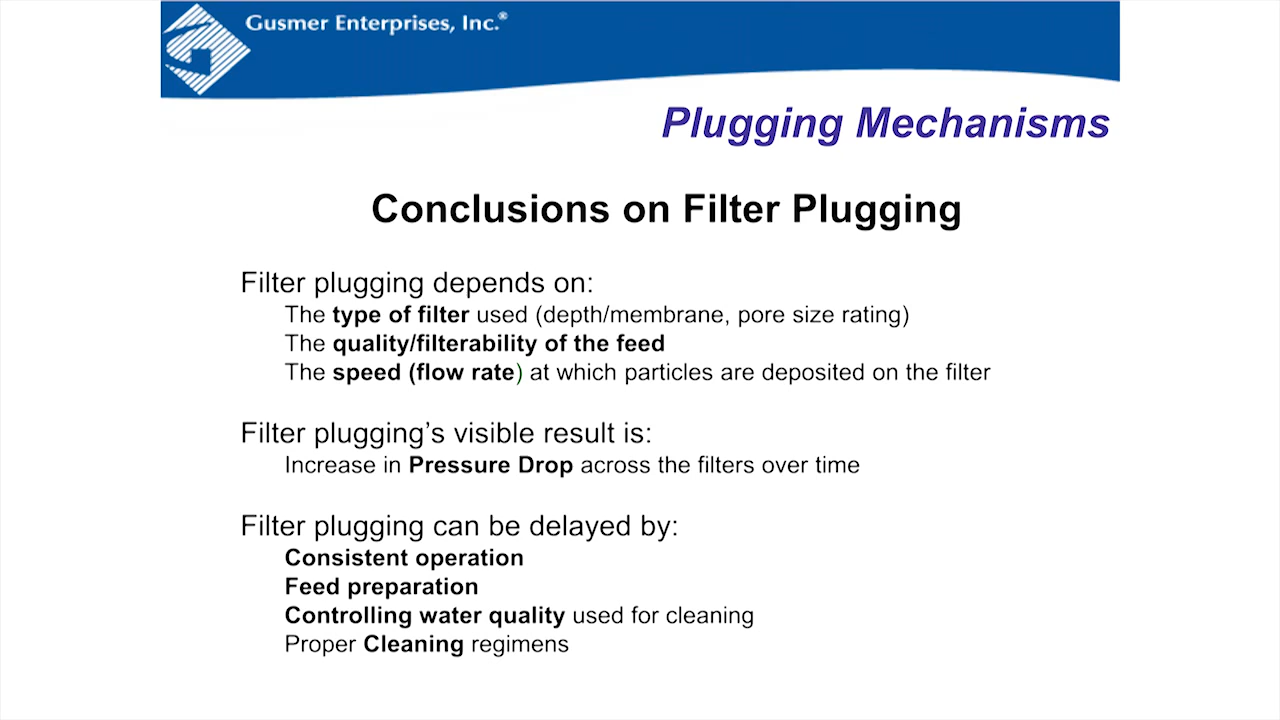 Gusmer Enterprises, Inc.®
Plugging Mechanisms
Conclusions on Filter Plugging
Filter plugging depends on:
The type of filter used (depth/membrane, pore size rating)
The quality/filterability of the feed
The speed (flow rate) at which particles are deposited on the filter
Filter plugging’s visible result is:
Increase in Pressure Drop across the filters over time
Filter plugging can be delayed by:
Consistent operation
Feed preparation
Controlling water quality used for cleaning
Proper Cleaning regimens